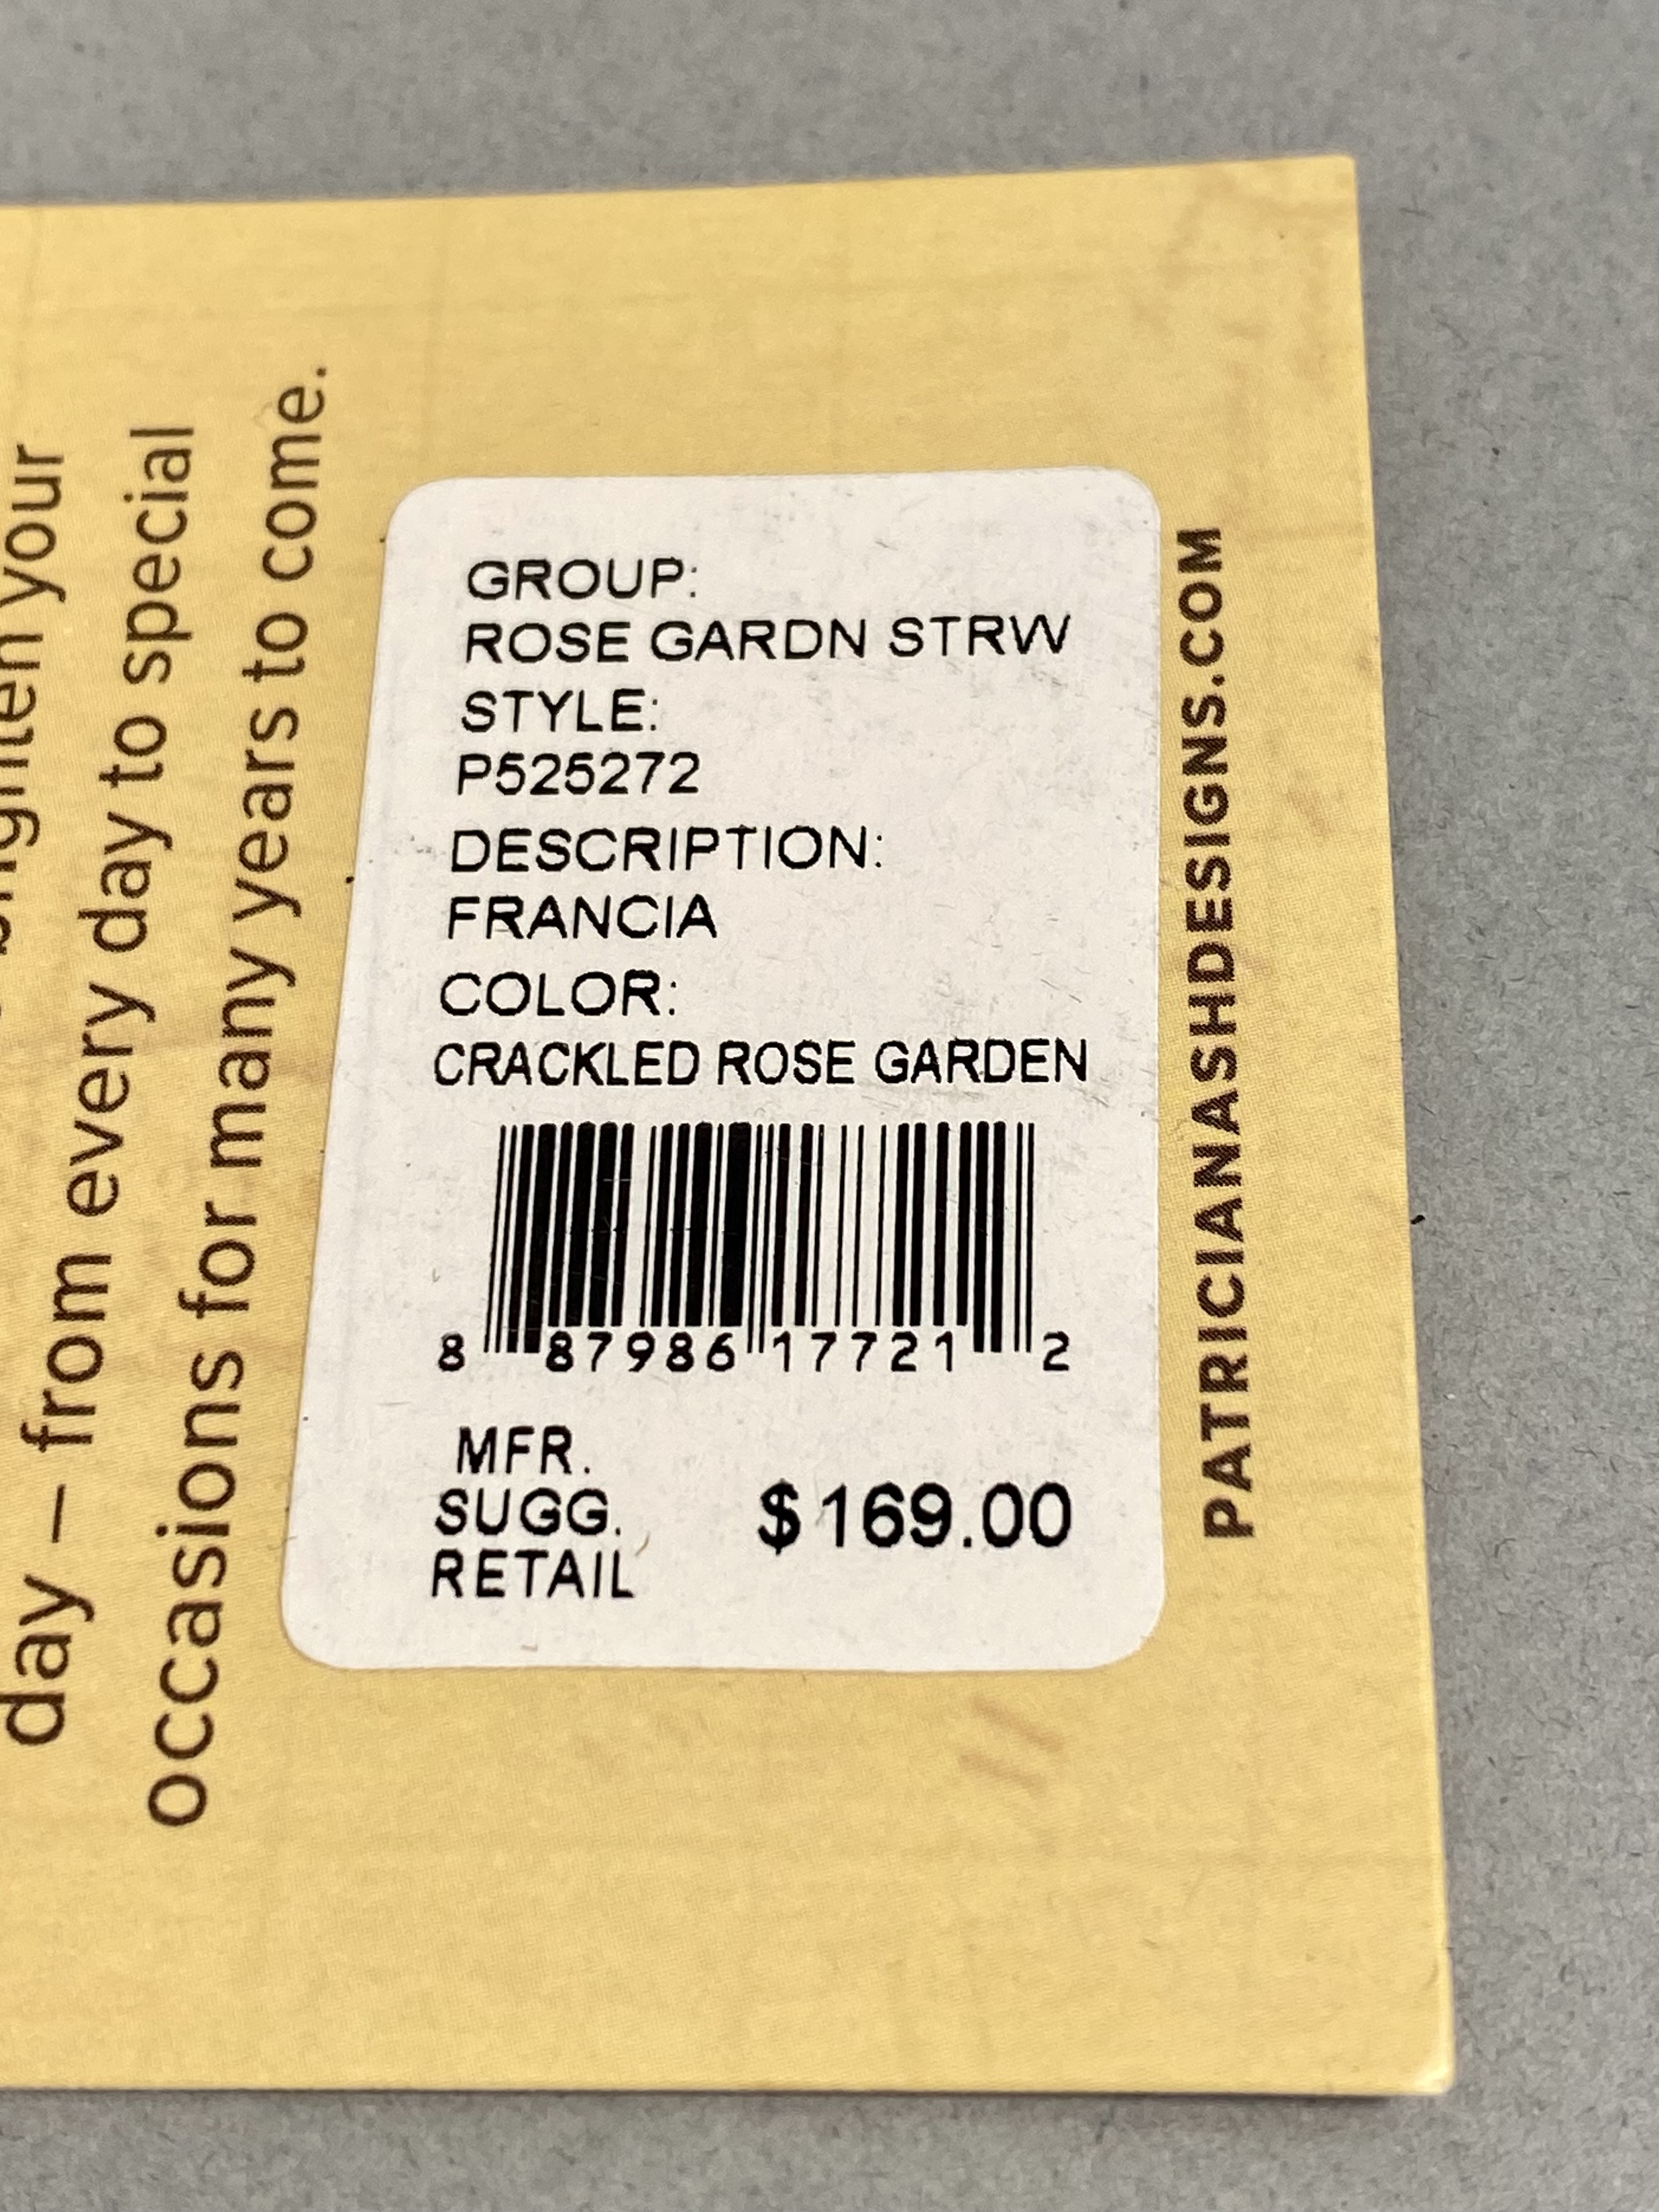 your
day – from every day to special
occasions for many years to come.
GROUP:
ROSE GARDN STRW
STYLE:
P525272
DESCRIPTION:
FRANCIA
COLOR:
CRACKLED ROSE GARDEN
8 87986 17721 2
MFR.
SUGG.
RETAIL
$169.00
PATRICIANASHDESIGNS.COM